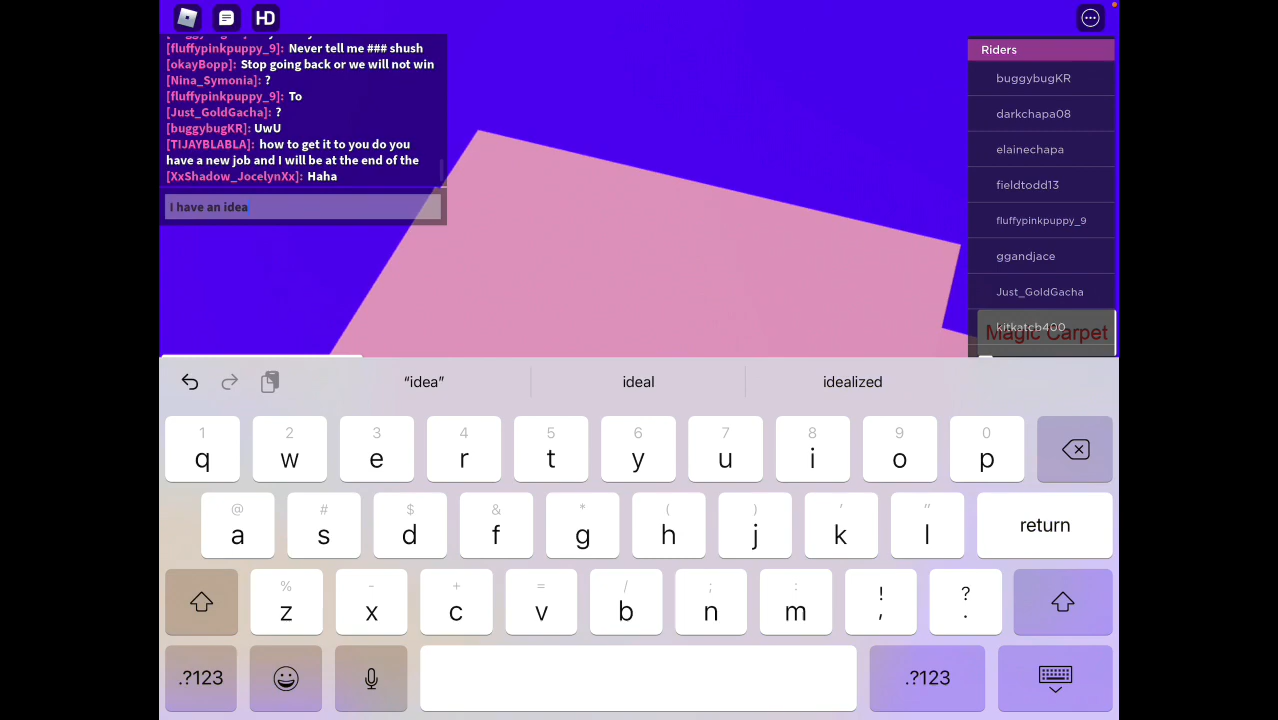 HD
[fluffypinkpuppy_9]: Never tell me ### shush
[okayBopp]: Stop going back or we will not win
[Nina_Symonia]: ?
[fluffypinkpuppy_9]: To
[Just_GoldGacha]: ?
[buggybugKR]: UwU
[TIJAYBLABLA]: how to get it to you do you
have a new job and I will be at the end of the
[XxShadow_JocelynXx]: Haha
I have an idea
Riders
buggybugKR
darkchapa08
elainechapa
fieldtodd13
fluffypinkpuppy_9
ggandjace
Just_GoldGacha
kitkatcb400
Magic Carpet
“idea” ideal idealized
1 2 3 4 5 6 7 8 9 0
q w e r t y u i o p
@ # $ & * ( ) ' "
a s d f g h j k l return
% - + = / ; : ! ?
z x c v b n m , .
.?123 .?123